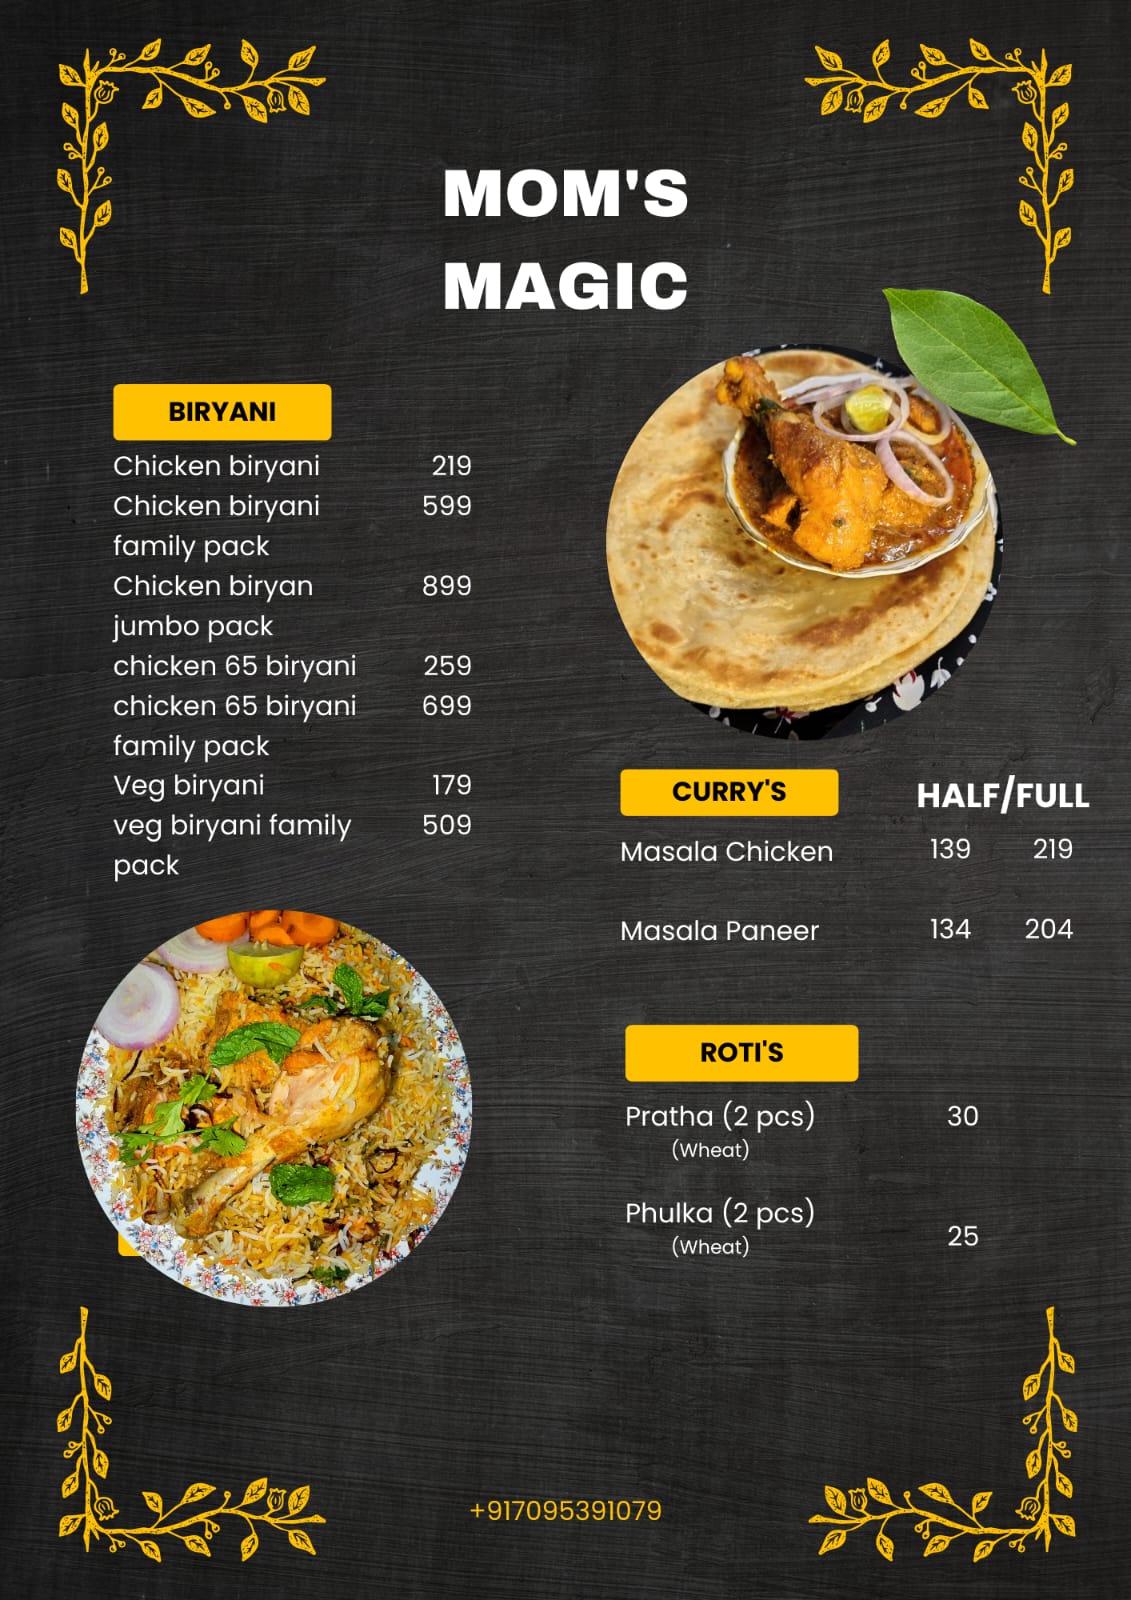 MOM'S
MAGIC
BIRYANI
Chicken biryani 219
Chicken biryani 599
family pack
Chicken biryan 899
jumbo pack
chicken 65 biryani 259
chicken 65 biryani 699
family pack
Veg biryani 179
veg biryani family 509
pack
CURRY'S HALF/FULL
Masala Chicken 139 219
Masala Paneer 134 204
ROTI'S
Pratha (2 pcs) 30
(Wheat)
Phulka (2 pcs)
(Wheat) 25
+917095391079